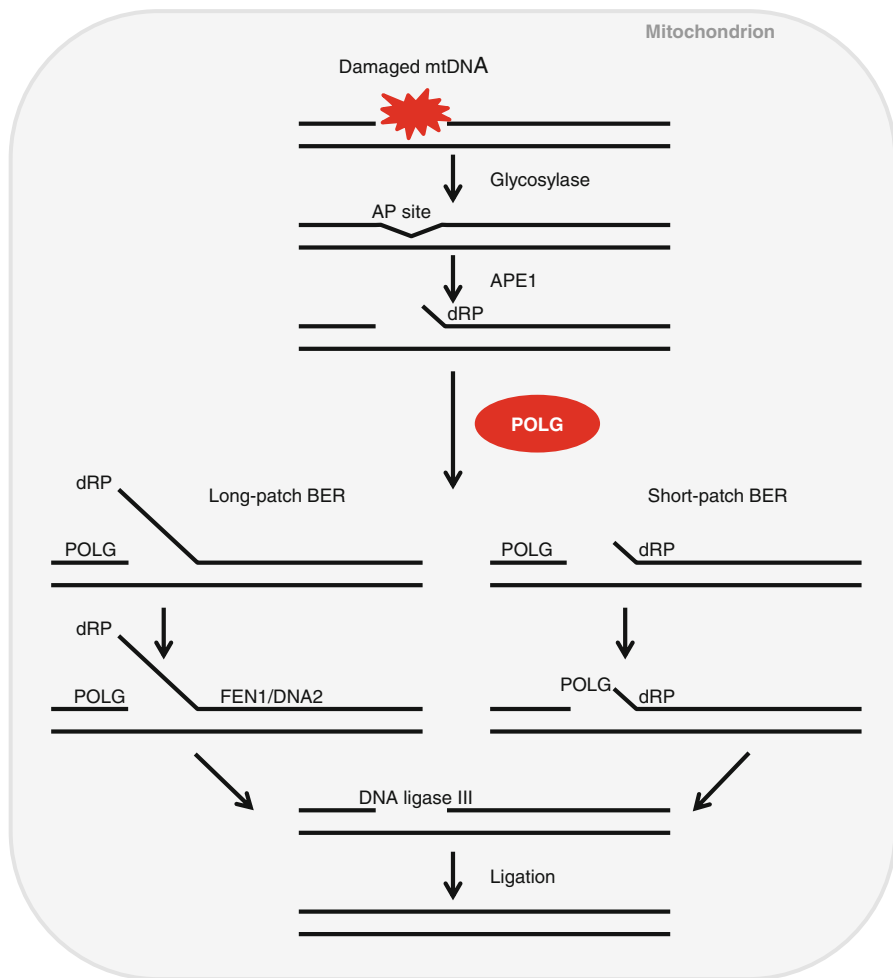 Mitochondrion
Damaged mtDNA
Glycosylase
AP site
APE1
dRP
POLG
dRP
Long-patch BER
Short-patch BER
POLG
POLG
dRP
dRP
POLG
FEN1/DNA2
POLG
dRP
DNA ligase III
Ligation